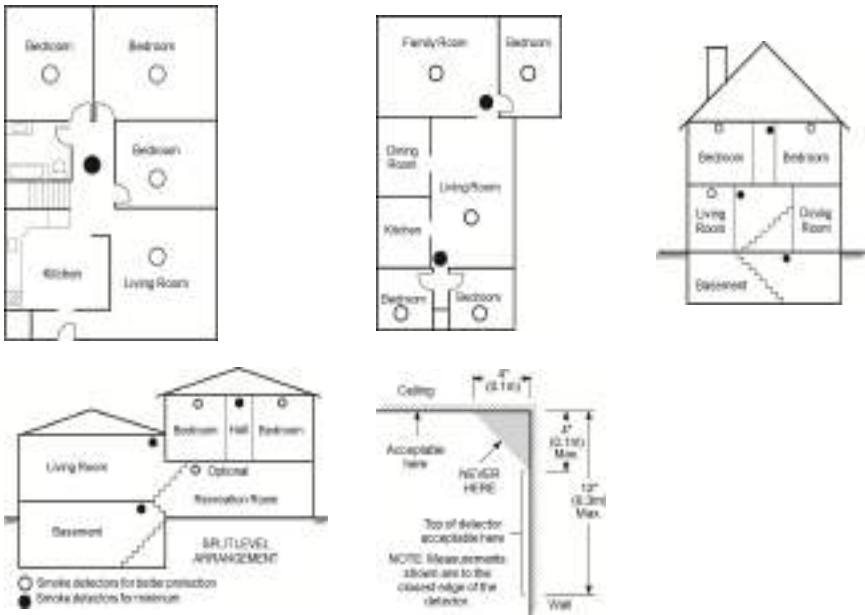 Bedroom
Bedroom
Bedroom
Kitchen
Living Room
Family Room
Bedroom
Dining
Room
Living Room
Kitchen
Bedroom
Bedroom
Bedroom
Bedroom
Living
Room
Dining
Room
Basement
Bedroom
Hall
Bedroom
Living Room
Optional
Recreation Room
Basement
SPLIT LEVEL
ARRANGEMENT
Smoke detectors for better protection
Smoke detectors for minimum
4"
(0.1m)
Ceiling
Acceptable
here
NEVER
HERE
4"
(0.1m)
Max.
12"
(0.3m)
Max.
Top of detector
acceptable here
NOTE: Measurements
shown are to the
closest edge of the
detector.
Wall